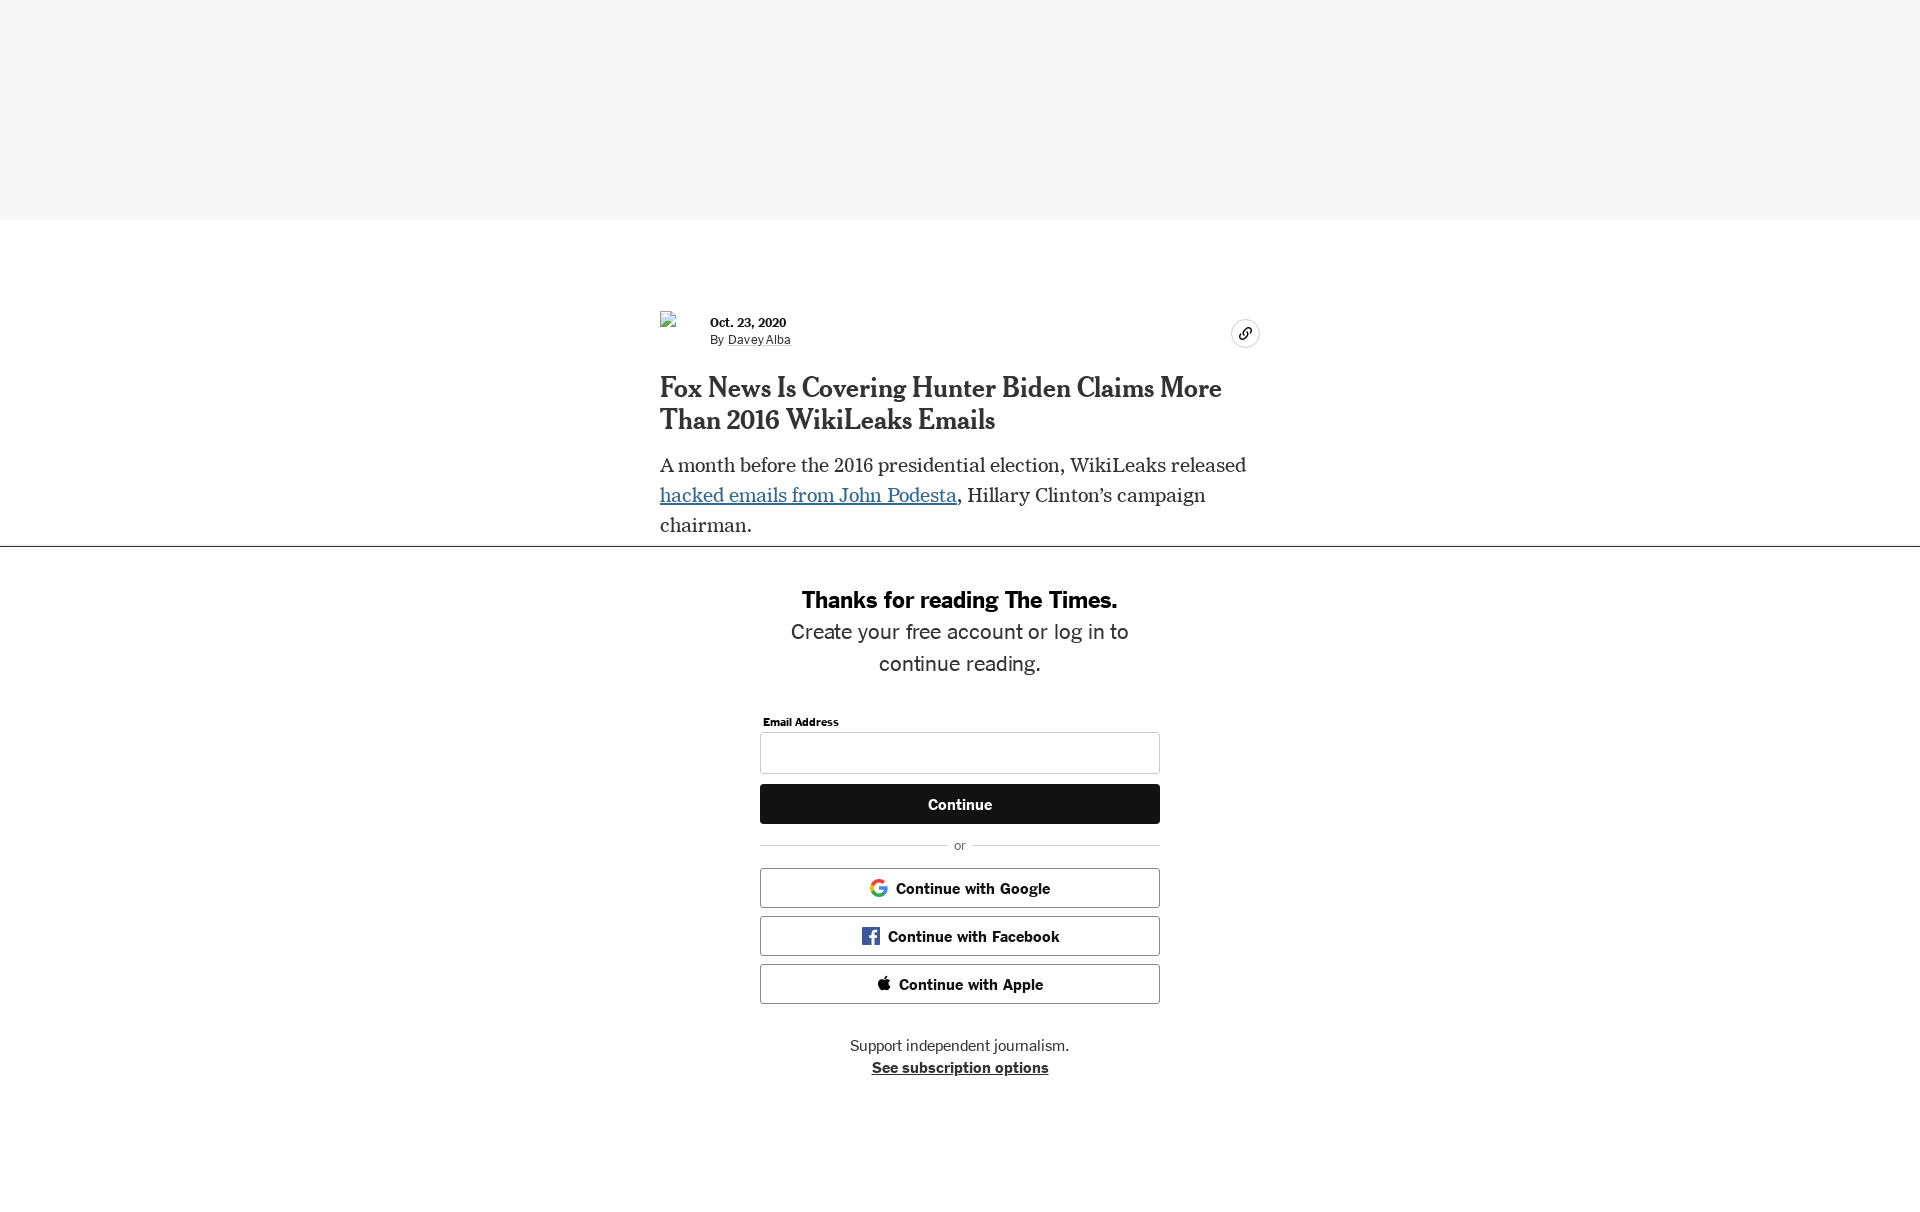 Oct. 23, 2020
By Davey Alba
Fox News Is Covering Hunter Biden Claims More
Than 2016 WikiLeaks Emails
A month before the 2016 presidential election, WikiLeaks released
hacked emails from John Podesta, Hillary Clinton’s campaign
chairman.
Thanks for reading The Times.
Create your free account or log in to
continue reading.
Email Address
Continue
or
Continue with Google
Continue with Facebook
Continue with Apple
Support independent journalism.
See subscription options